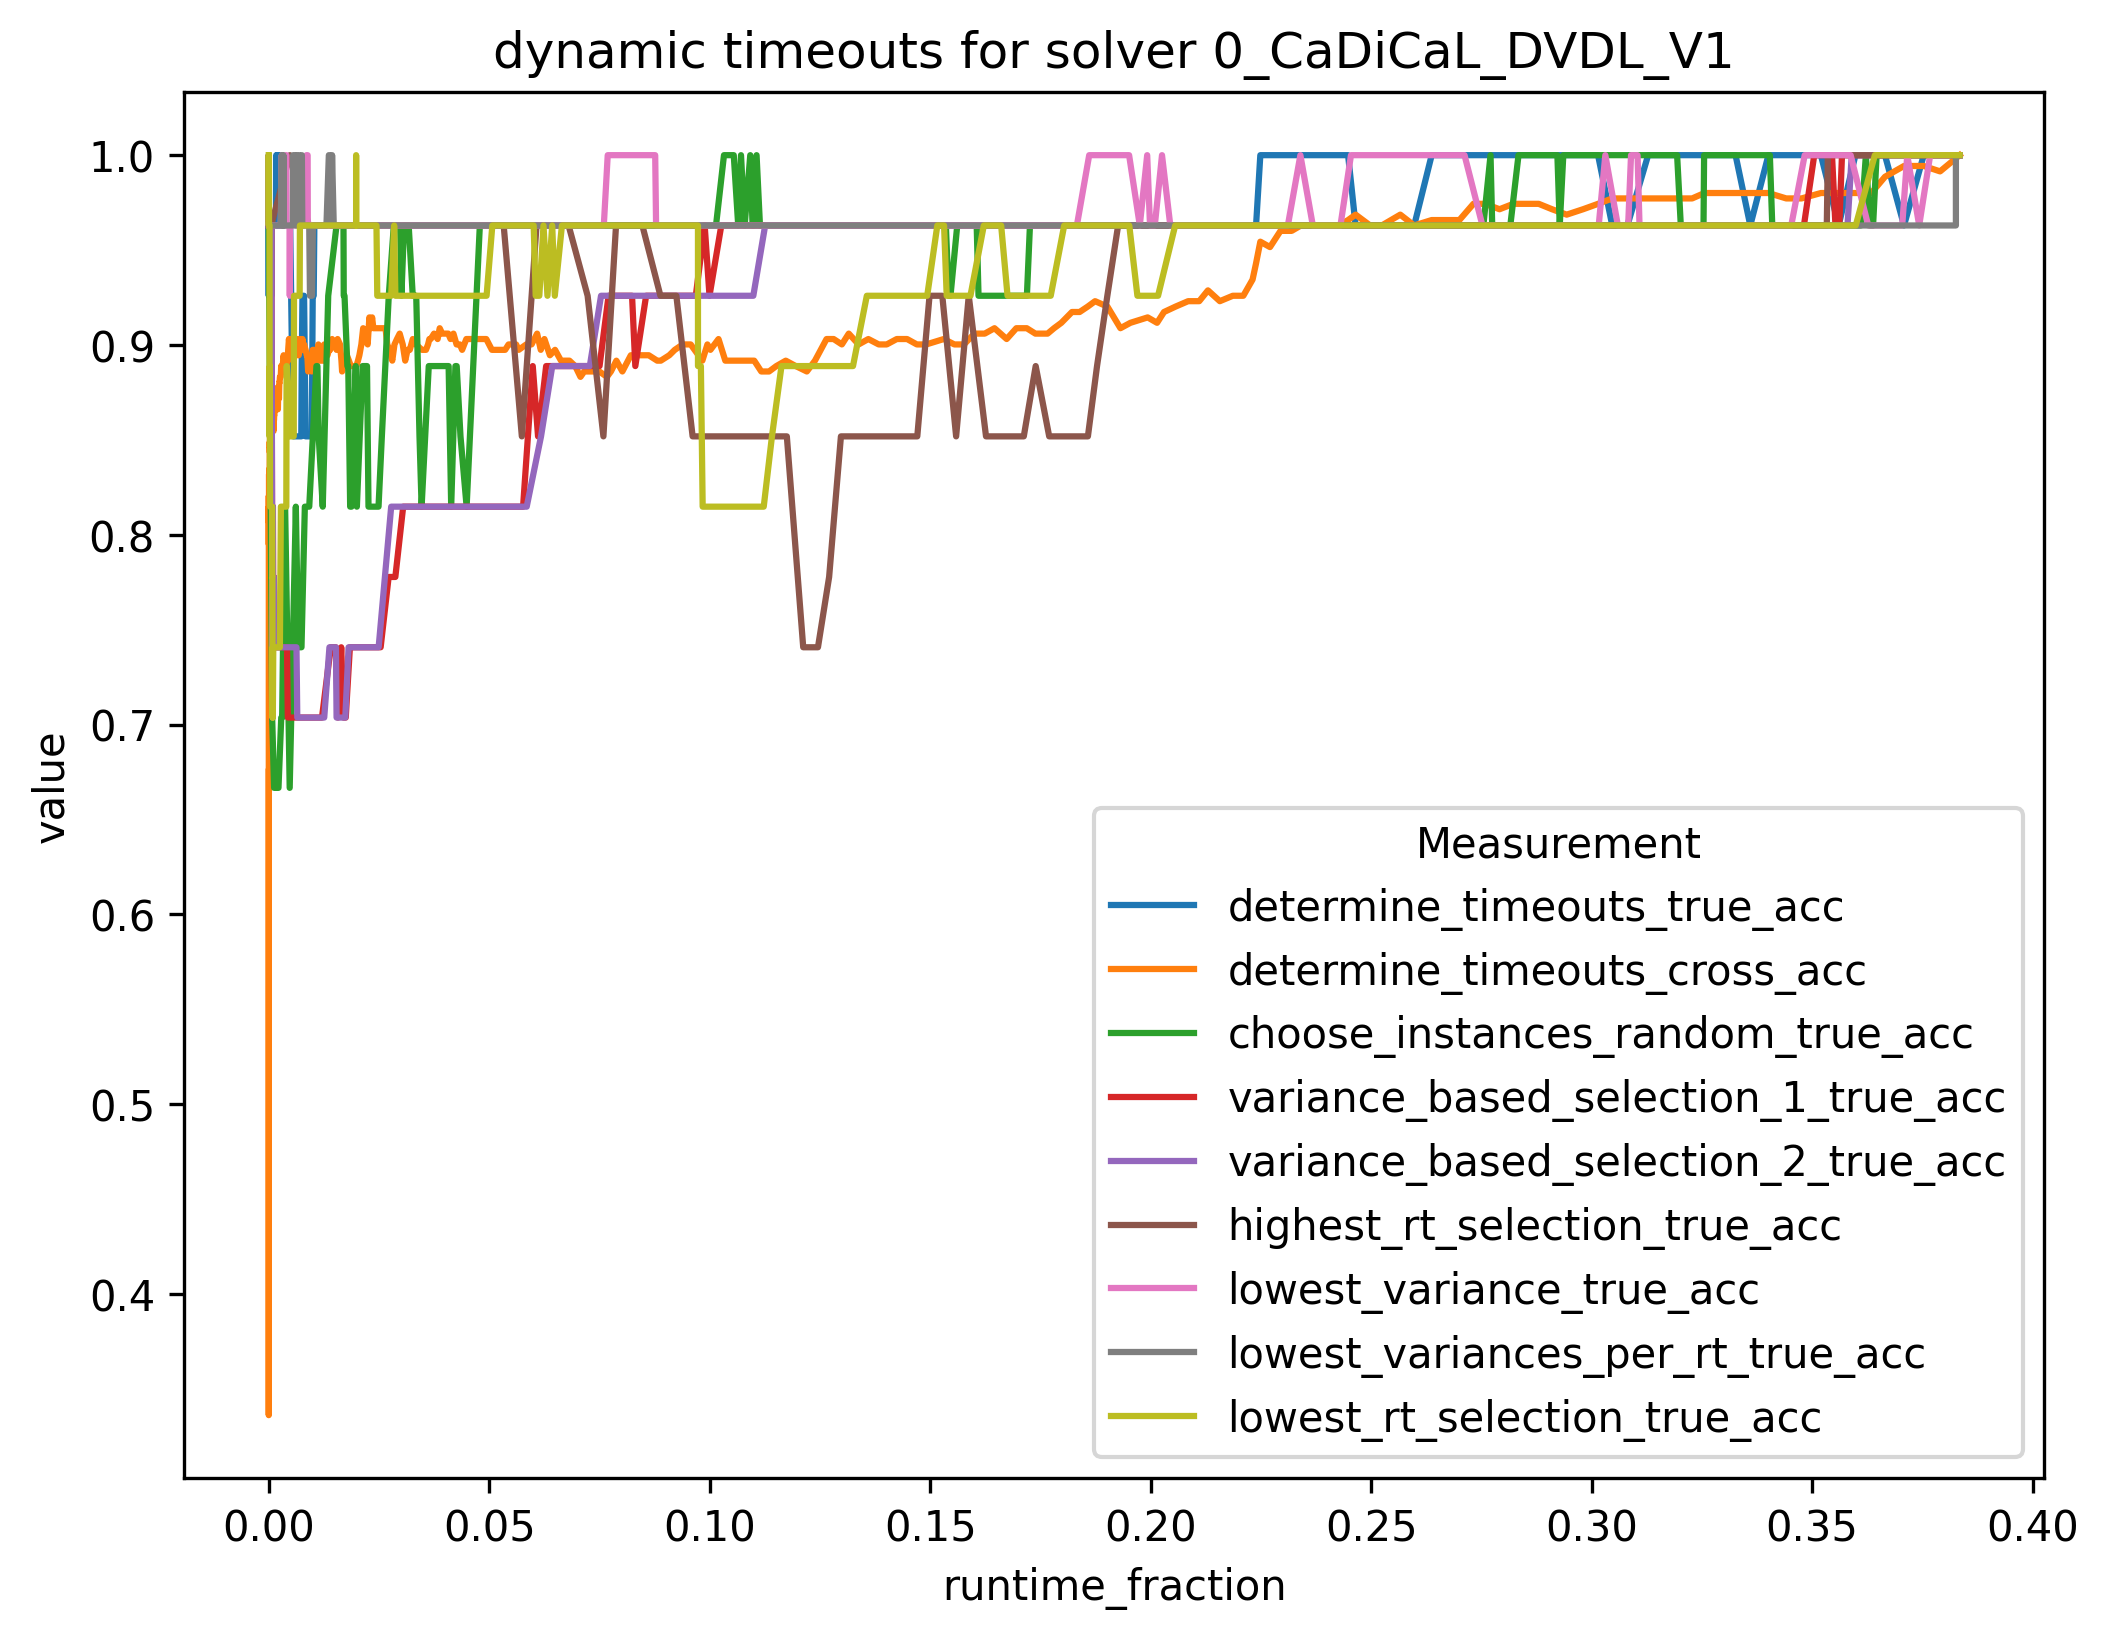 dynamic timeouts for solver 0_CaDiCaL_DVDL_V1
1.0
0.9
0.8
0.7
0.6
0.5
0.4
value
0.00 0.05 0.10 0.15 0.20 0.25 0.30 0.35 0.40
runtime_fraction
Measurement
determine_timeouts_true_acc
determine_timeouts_cross_acc
choose_instances_random_true_acc
variance_based_selection_1_true_acc
variance_based_selection_2_true_acc
highest_rt_selection_true_acc
lowest_variance_true_acc
lowest_variances_per_rt_true_acc
lowest_rt_selection_true_acc